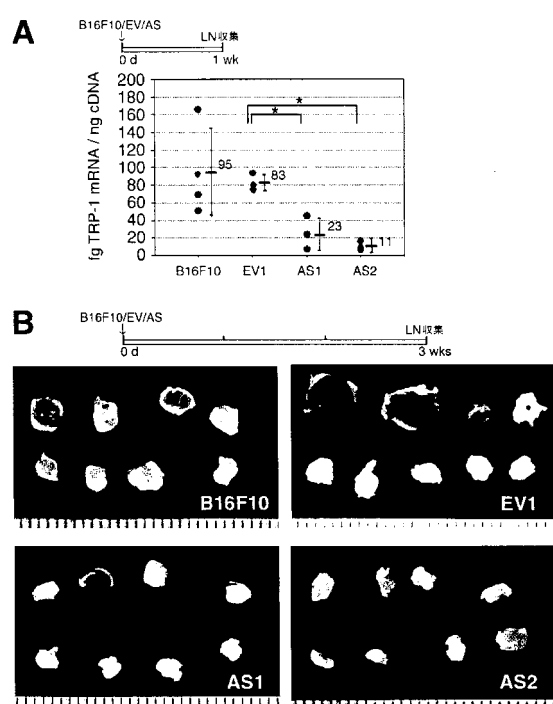 A
B16F10/EV/AS
LN収集
0 d
1 wk
fg TRP-1 mRNA / ng cDNA
200
180
160
140
120
100
80
60
40
20
0
*
*
95
83
23
11
B16F10
EV1
AS1
AS2
B
B16F10/EV/AS
LN収集
0 d
3 wks
B16F10
EV1
AS1
AS2